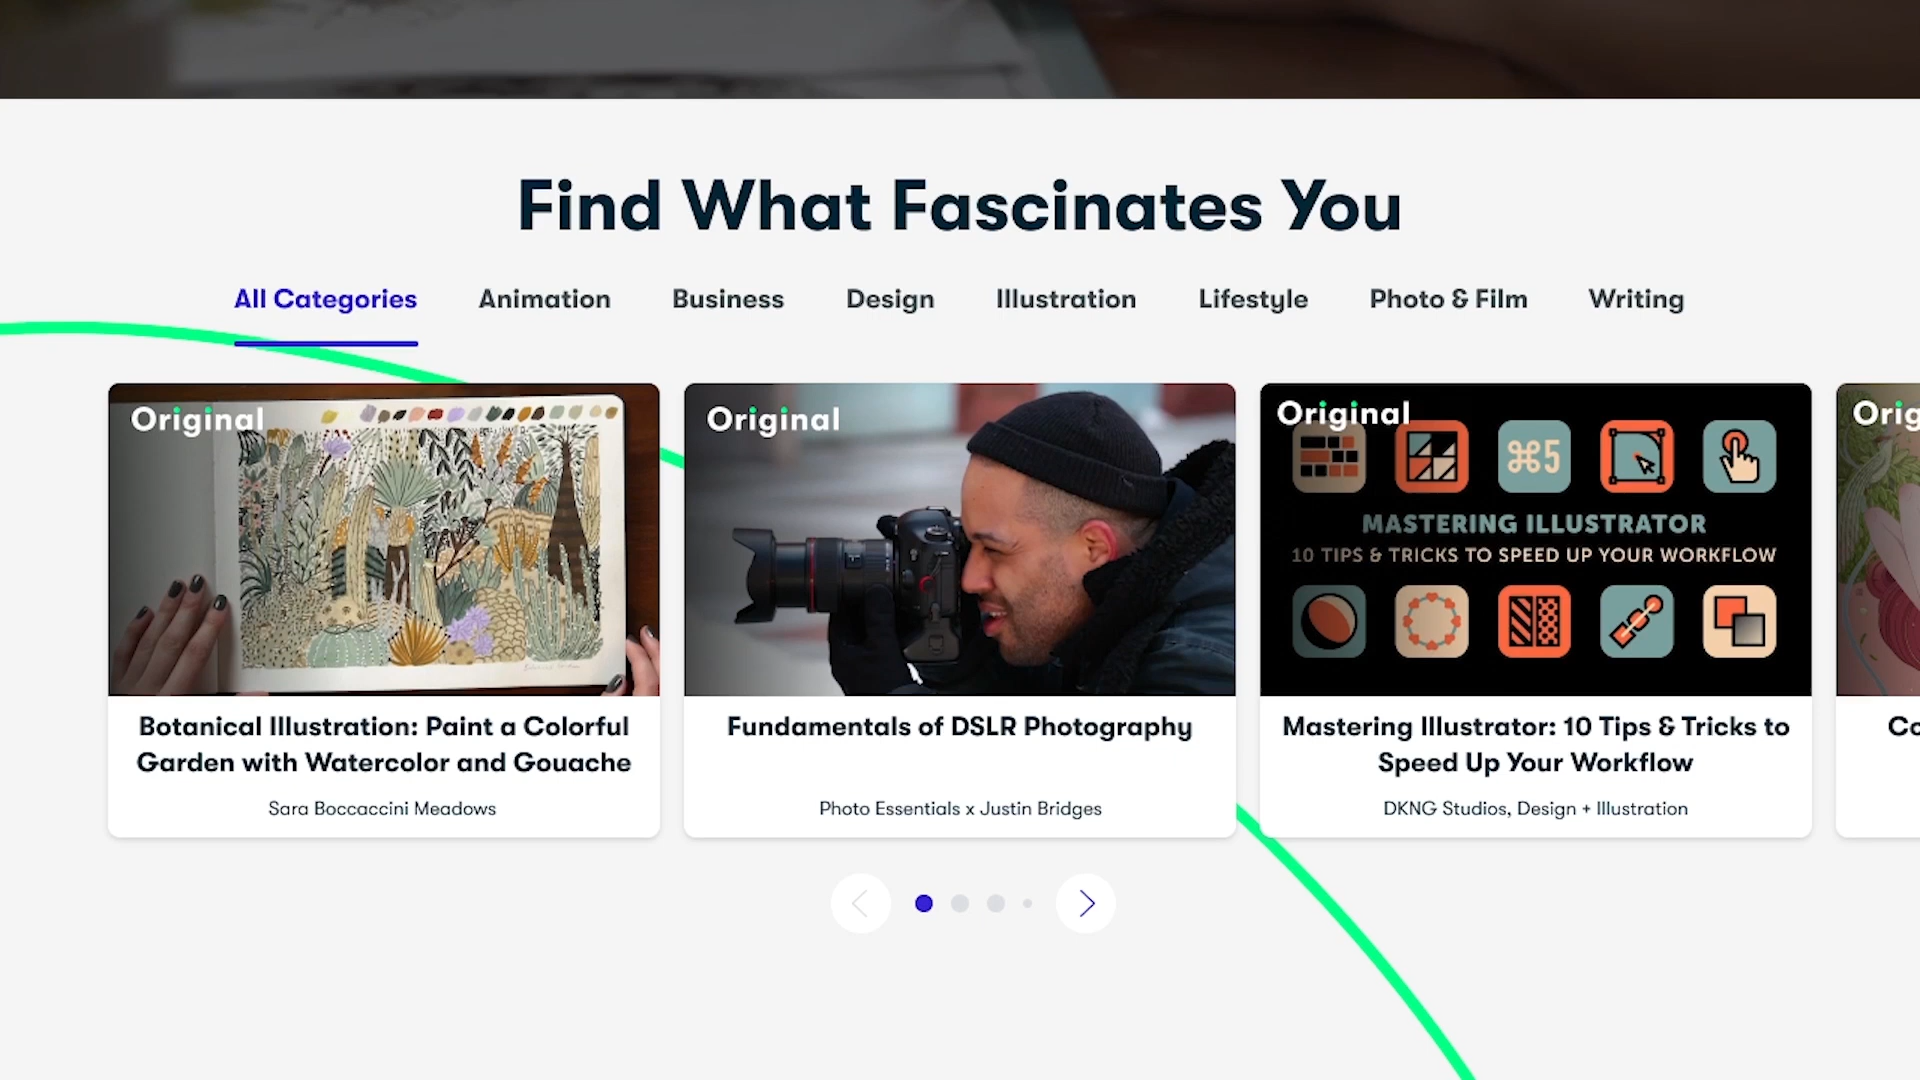 Find What Fascinates You
All Categories Animation Business Design Illustration Lifestyle Photo & Film Writing
Original
Botanical Illustration: Paint a Colorful
Garden with Watercolor and Gouache
Sara Boccaccini Meadows
Original
Fundamentals of DSLR Photography
Photo Essentials x Justin Bridges
Original
⌘5
MASTERING ILLUSTRATOR
10 TIPS & TRICKS TO SPEED UP YOUR WORKFLOW
Mastering Illustrator: 10 Tips & Tricks to
Speed Up Your Workflow
DKNG Studios, Design + Illustration
Orig
Co